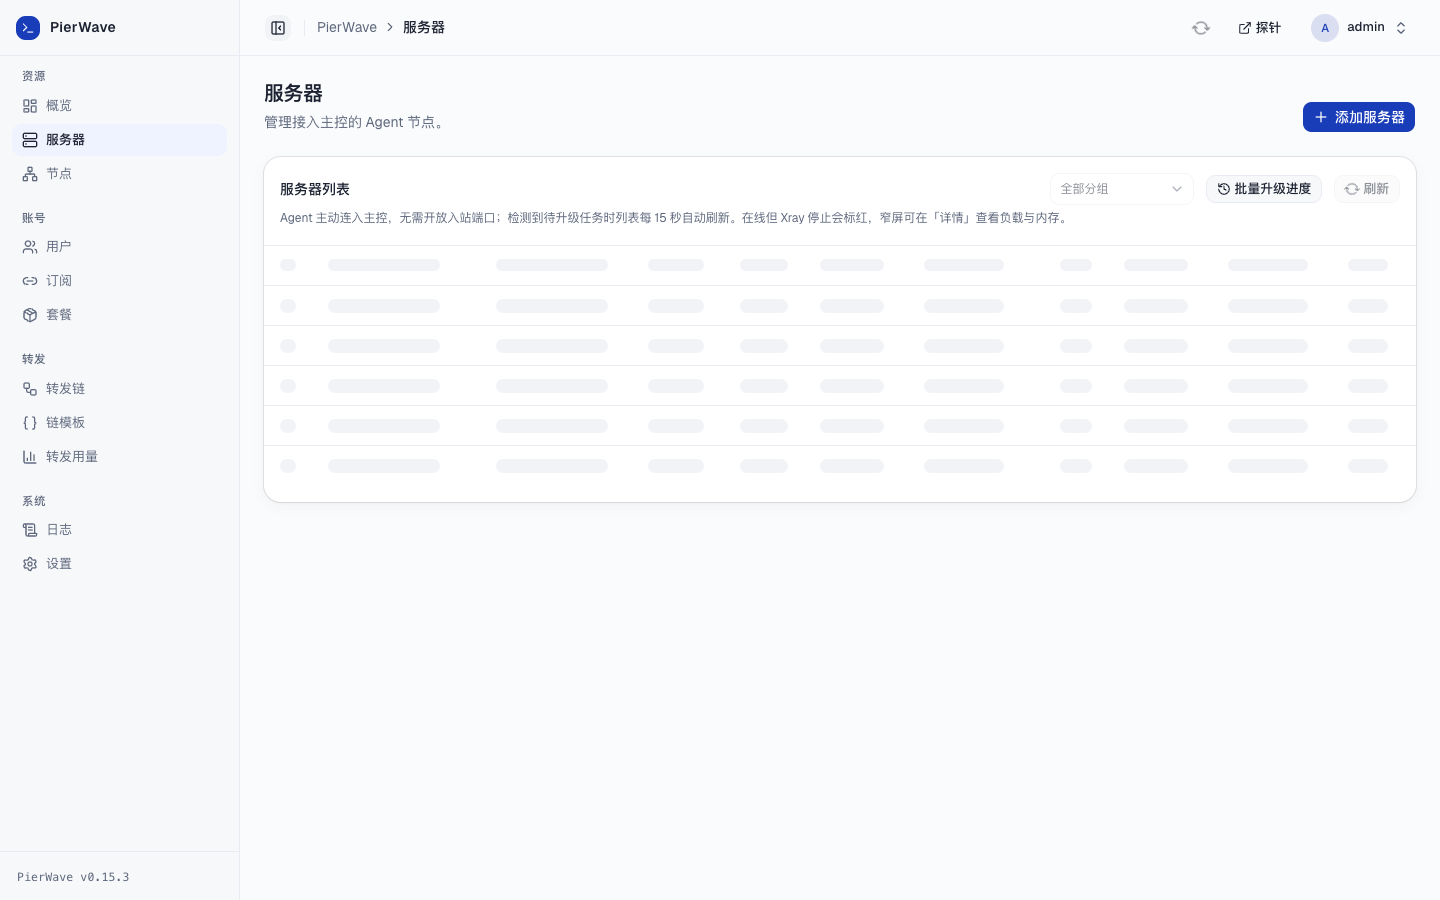 PierWave
PierWave > 服务器
探针
A
admin
资源
概览
服务器
节点
账号
用户
订阅
套餐
转发
转发链
链模板
转发用量
系统
日志
设置
PierWave v0.15.3
服务器
管理接入主控的 Agent 节点。
添加服务器
服务器列表
全部分组
批量升级进度
刷新
Agent 主动连入主控，无需开放入站端口；检测到待升级任务时列表每 15 秒自动刷新。在线但 Xray 停止会标红，窄屏可在「详情」查看负载与内存。